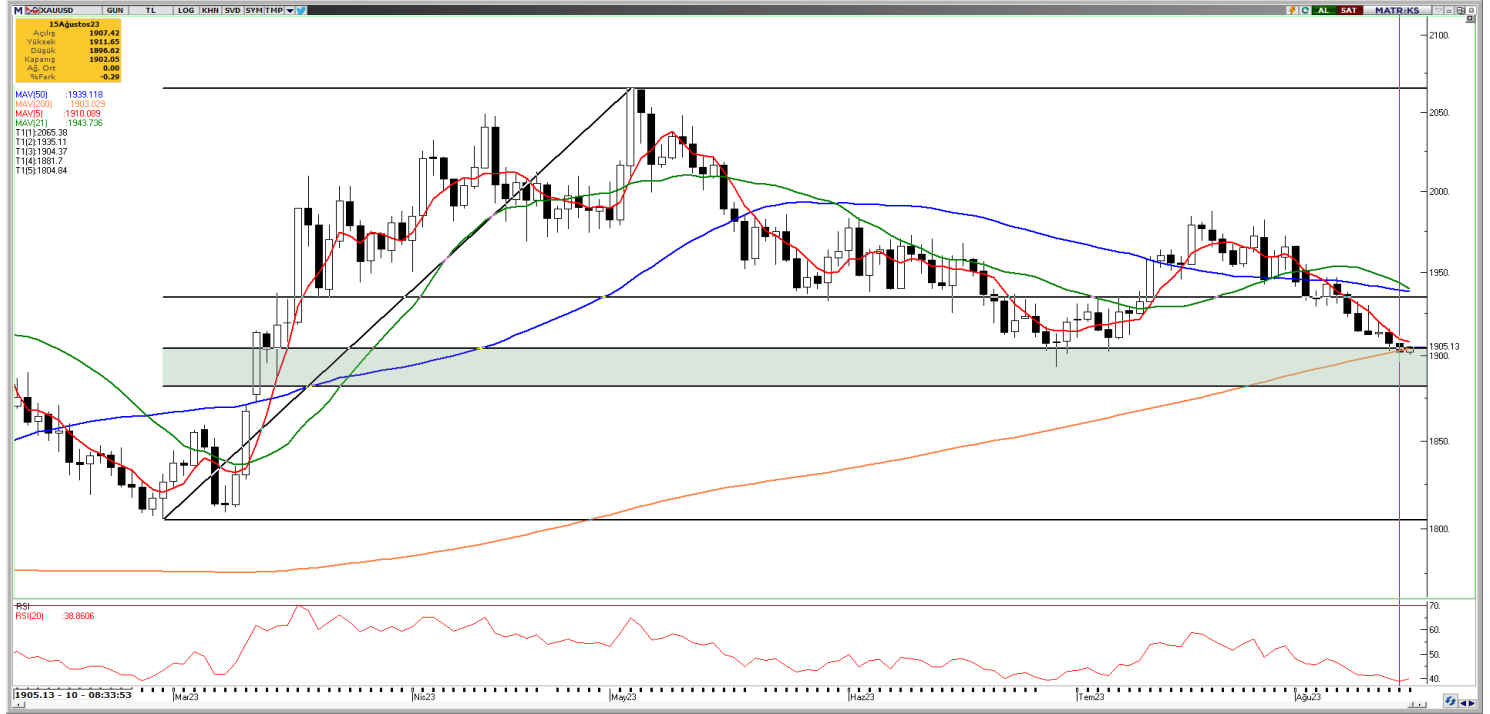 M XAUUSD GUN TL LOG KHN SVD SYM TMP AL SAT MATRiKS
15Ağustos23
Açılış 1907.42
Yüksek 1911.65
Düşük 1896.62
Kapanış 1902.05
Ağ. Ort 0.00
%Fark -0.29
MAV(50) :1939.118
MAV(200) :1903.029
MAV(5) :1910.089
MAV(21) :1943.736
T1(1):2065.38
T1(2):1935.11
T1(3):1904.37
T1(4):1881.7
T1(5):1804.84
2100.
2050.
2000.
1950.
1905.13
1900.
1850.
1800.
RSI
RSI(20) :38.8606
70.
60.
50.
40.
1905.13 - 10 - 08:33:53
Mar23 Nis23 May23 Haz23 Tem23 Ağu23